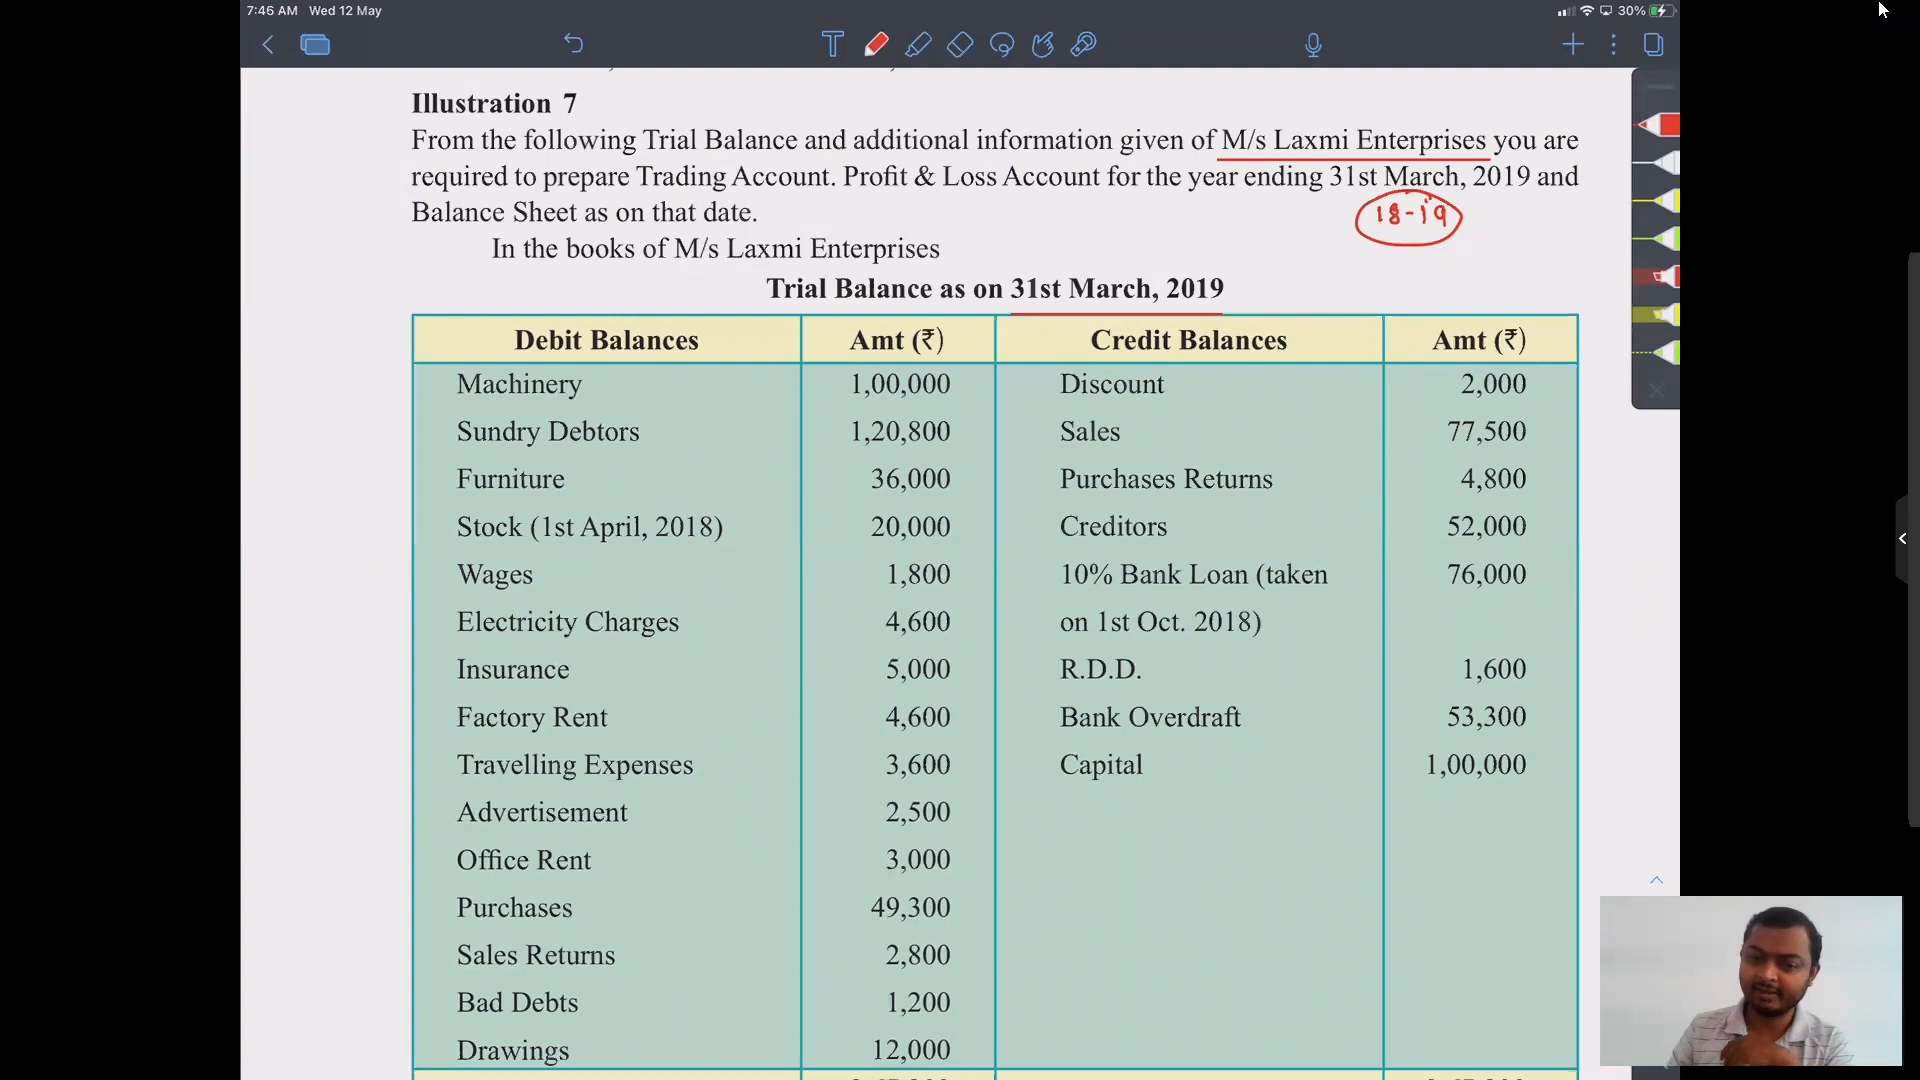 7:46 AM Wed 12 May
30%
Illustration 7
From the following Trial Balance and additional information given of M/s Laxmi Enterprises you are
required to prepare Trading Account. Profit & Loss Account for the year ending 31st March, 2019 and
Balance Sheet as on that date.
18-19
In the books of M/s Laxmi Enterprises
Trial Balance as on 31st March, 2019
Debit Balances Amt (₹) Credit Balances Amt (₹)
Machinery 1,00,000 Discount 2,000
Sundry Debtors 1,20,800 Sales 77,500
Furniture 36,000 Purchases Returns 4,800
Stock (1st April, 2018) 20,000 Creditors 52,000
Wages 1,800 10% Bank Loan (taken 76,000
Electricity Charges 4,600 on 1st Oct. 2018)
Insurance 5,000 R.D.D. 1,600
Factory Rent 4,600 Bank Overdraft 53,300
Travelling Expenses 3,600 Capital 1,00,000
Advertisement 2,500
Office Rent 3,000
Purchases 49,300
Sales Returns 2,800
Bad Debts 1,200
Drawings 12,000